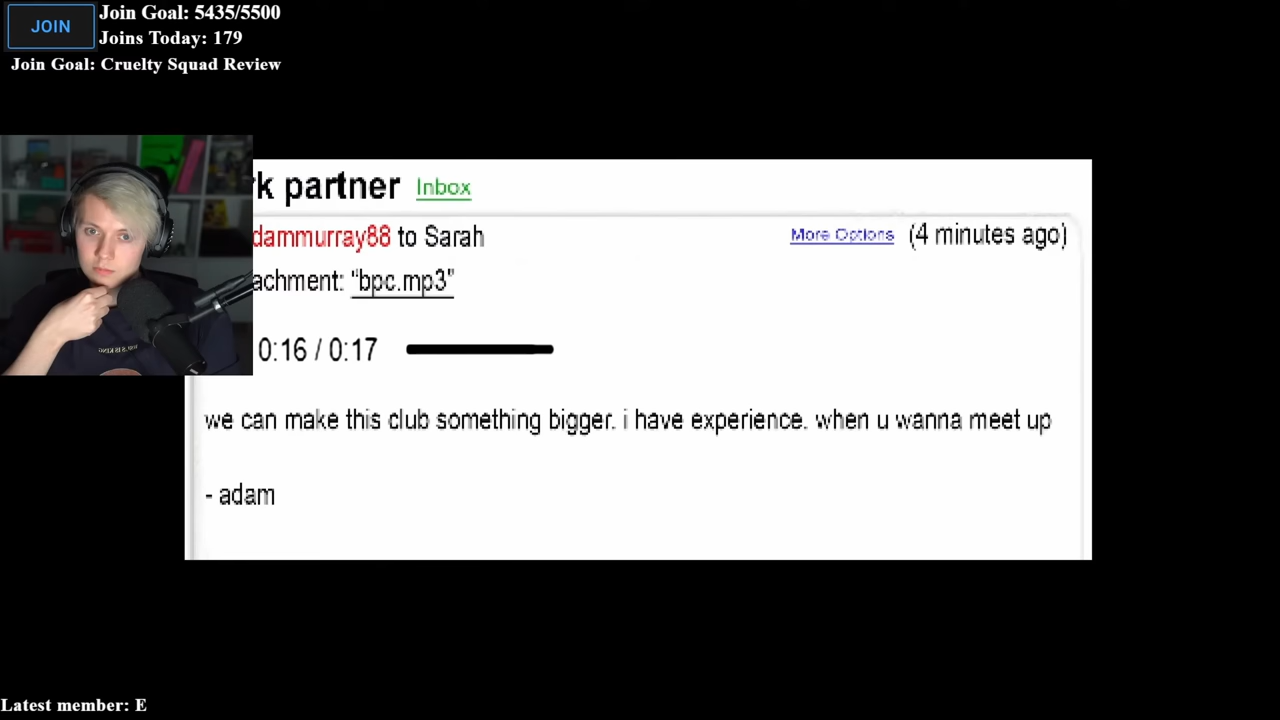 JOIN
Join Goal: 5435/5500
Joins Today: 179
Join Goal: Cruelty Squad Review
rk partner Inbox
dammurray88 to Sarah
More Options (4 minutes ago)
achment: “bpc.mp3”
0:16 / 0:17
we can make this club something bigger. i have experience. when u wanna meet up
- adam
Latest member: E